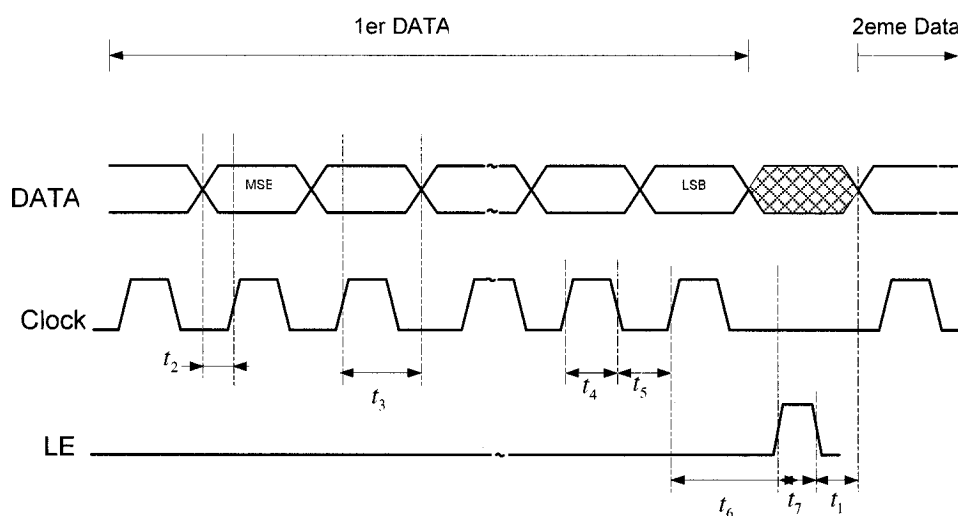 1er DATA
2eme Data
DATA
MSE
LSB
Clock
t2
t3
t4
t5
LE
t6
t7
t1